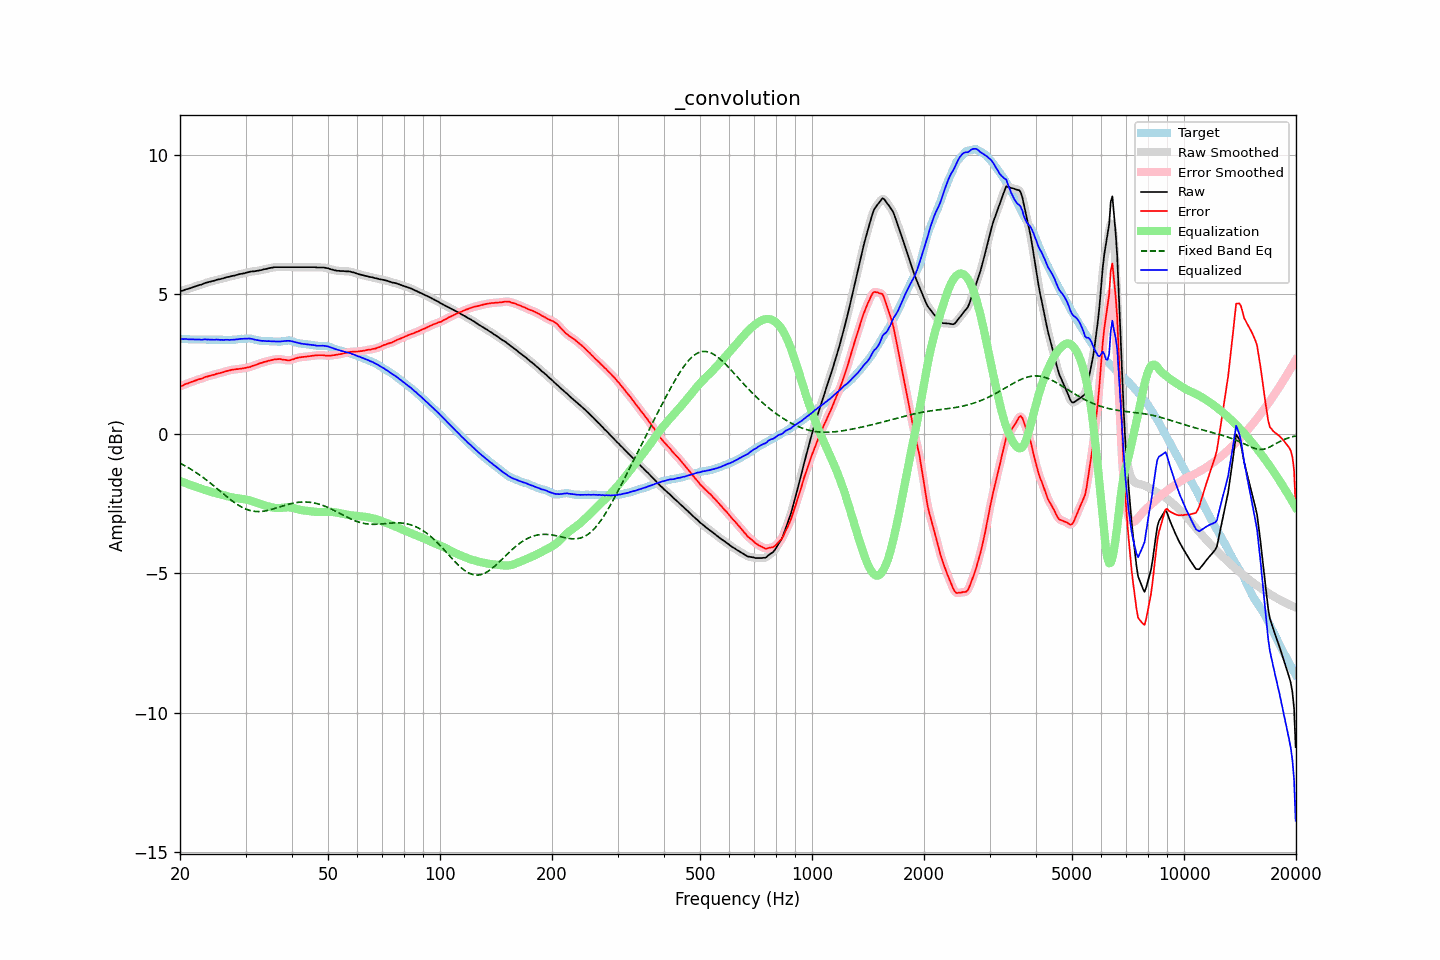 _convolution
Amplitude (dBr)
10
5
0
−5
−10
−15
Target
Raw Smoothed
Error Smoothed
Raw
Error
Equalization
Fixed Band Eq
Equalized
20 50 100 200 500 1000 2000 5000 10000 20000
Frequency (Hz)